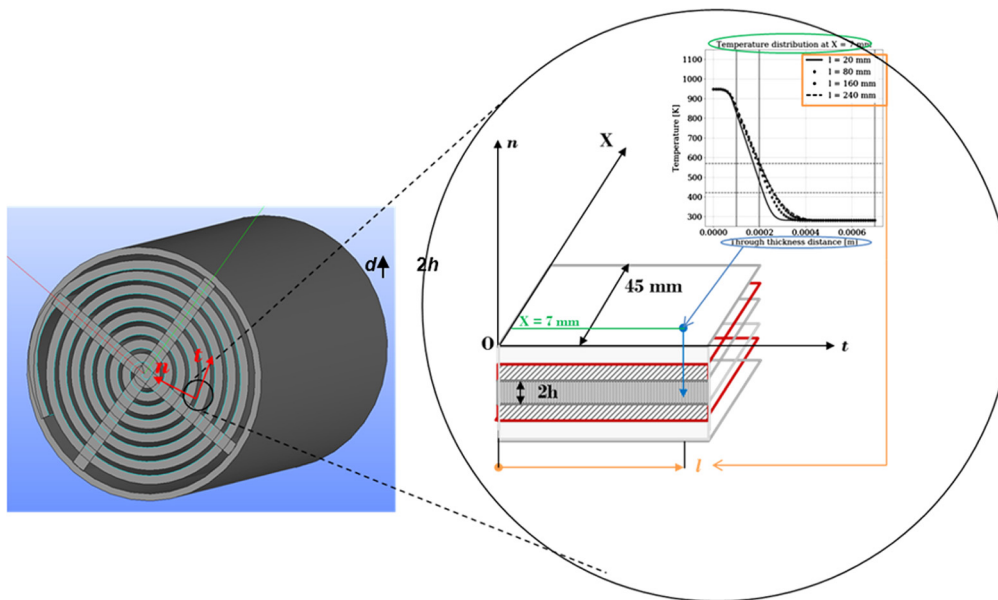 Temperature distribution at X = 7 mm
l = 20 mm
l = 80 mm
l = 160 mm
l = 240 mm
1100
1000
900
800
700
600
500
400
300
Temperature [K]
0.0000 0.0002 0.0004 0.0006
Through thickness distance [m]
n
X
d 2h
45 mm
X = 7 mm
O
t
t
n
2h
l